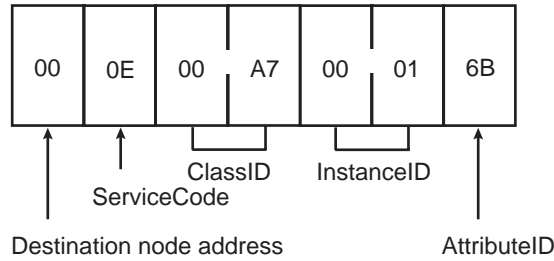 00 0E 00 A7 00 01 6B
ClassID InstanceID
ServiceCode
Destination node address AttributeID